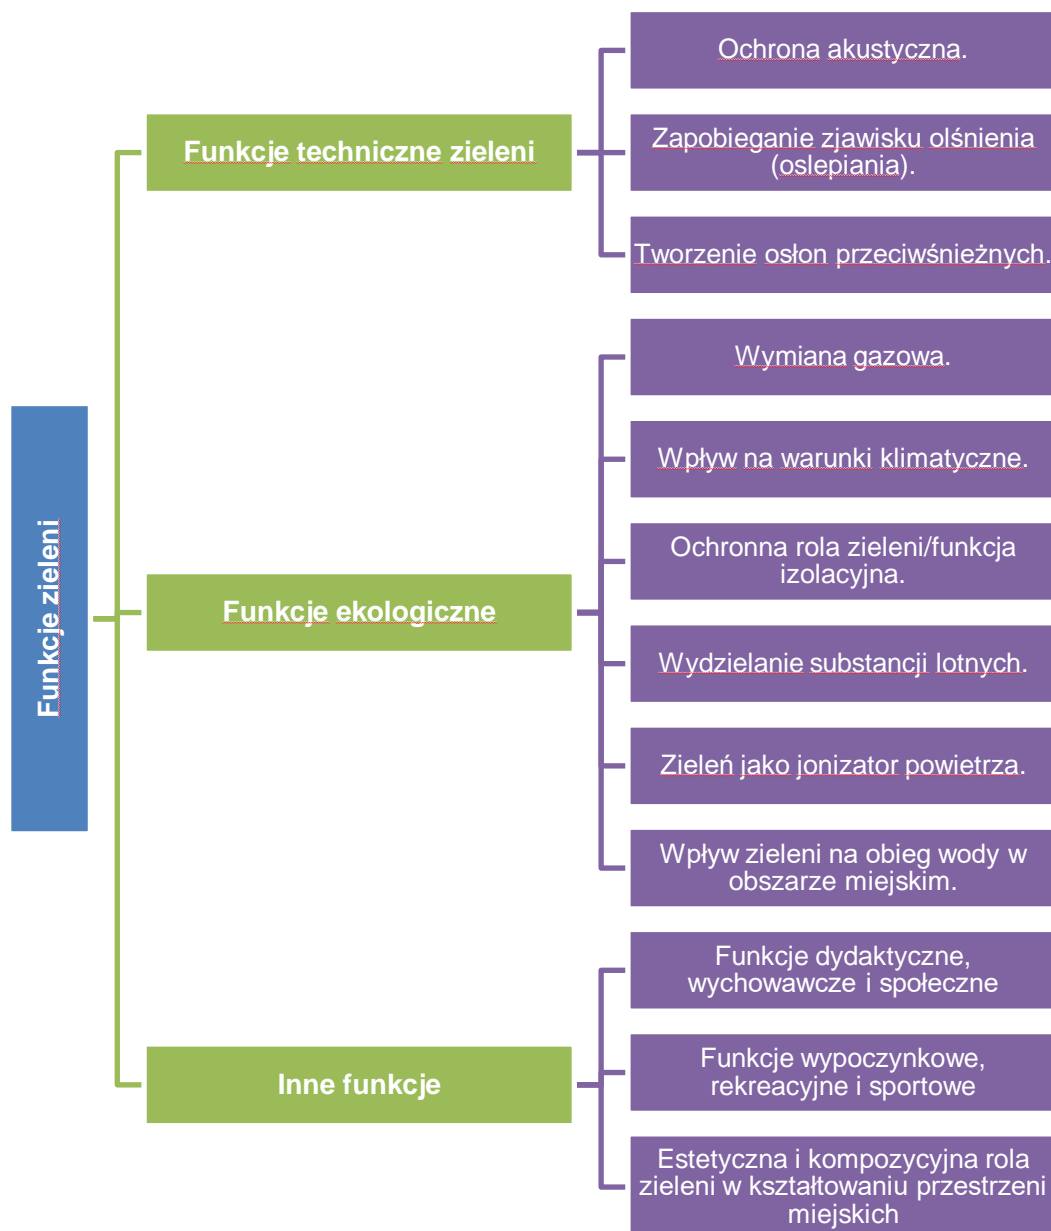 Funkcje zieleni
Funkcje techniczne zieleni
Ochrona akustyczna.
Zapobieganie zjawisku olśnienia
(oslepiania).
Tworzenie osłon przeciwśnieżnych.
Funkcje ekologiczne
Wymiana gazowa.
Wpływ na warunki klimatyczne.
Ochronna rola zieleni/funkcja
izolacyjna.
Wydzielanie substancji lotnych.
Zieleń jako jonizator powietrza.
Wpływ zieleni na obieg wody w
obszarze miejskim.
Inne funkcje
Funkcje dydaktyczne,
wychowawcze i społeczne
Funkcje wypoczynkowe,
rekreacyjne i sportowe
Estetyczna i kompozycyjna rola
zieleni w kształtowaniu przestrzeni
miejskich